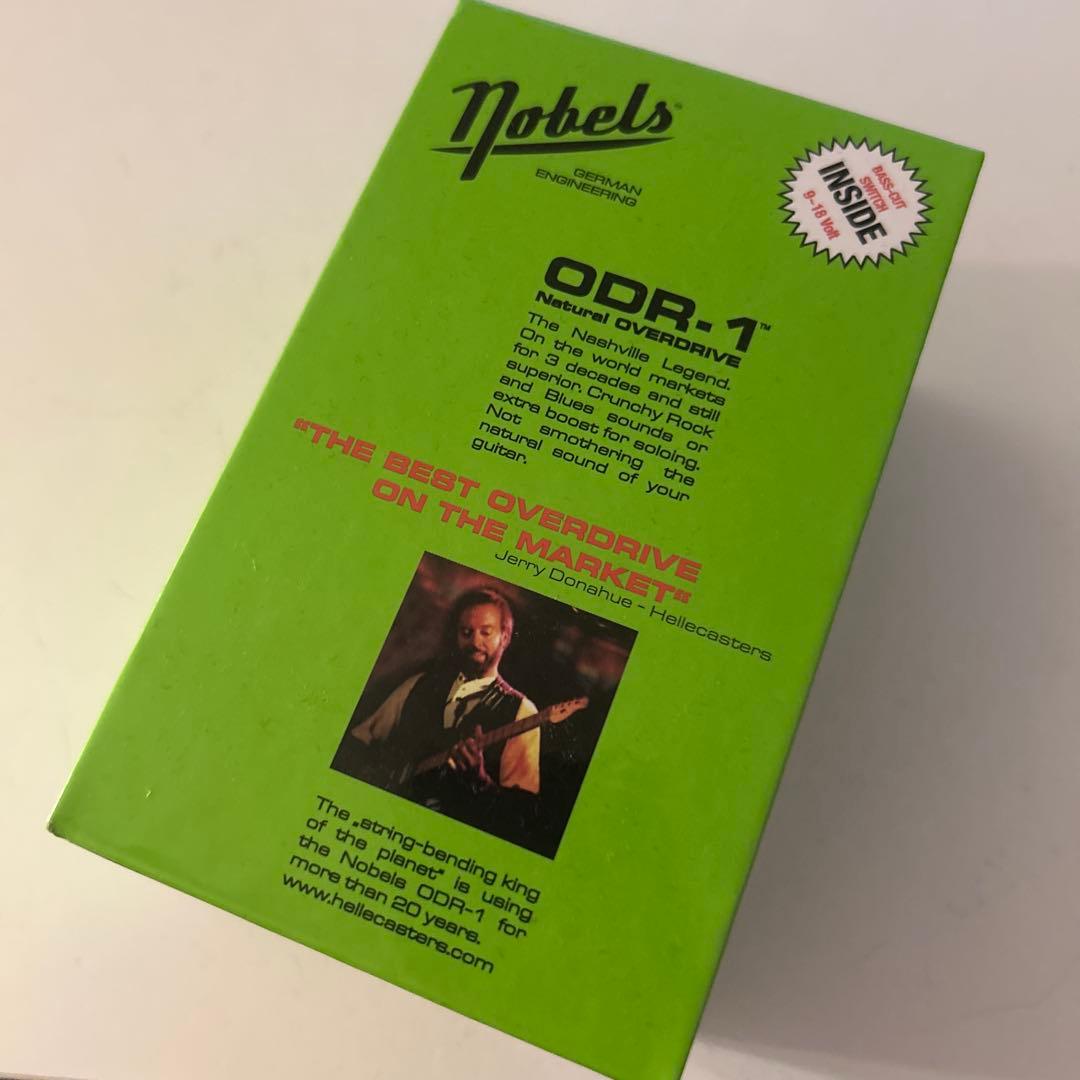 nobels
GERMAN
ENGINEERING
BASS-CUT
SWITCH
INSIDE
9-18 Volt
ODR-1™
Natural OVERDRIVE
The Nashville Legend.
On the world markets
for 3 decades and still
superior. Crunchy Rock
and Blues sounds or
extra boost for soloing.
Not smothering the
natural sound of your
guitar.
"THE BEST OVERDRIVE
ON THE MARKET"
Jerry Donahue - Hellecasters
The „string-bending king
of the planet" is using
the Nobels ODR-1 for
more than 20 years.
www.hellecasters.com